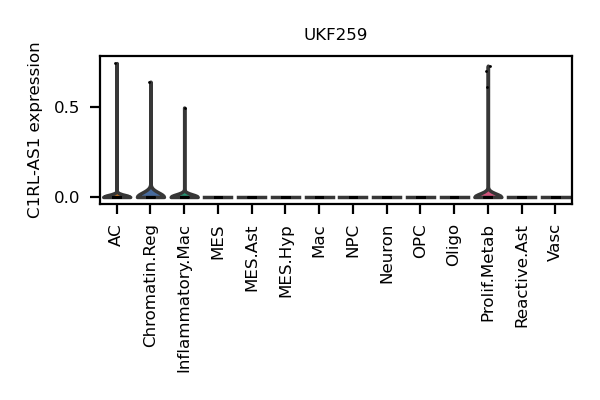 UKF259
C1RL-AS1 expression
0.5
0.0
AC
Chromatin.Reg
Inflammatory.Mac
MES
MES.Ast
MES.Hyp
Mac
NPC
Neuron
OPC
Oligo
Prolif.Metab
Reactive.Ast
Vasc